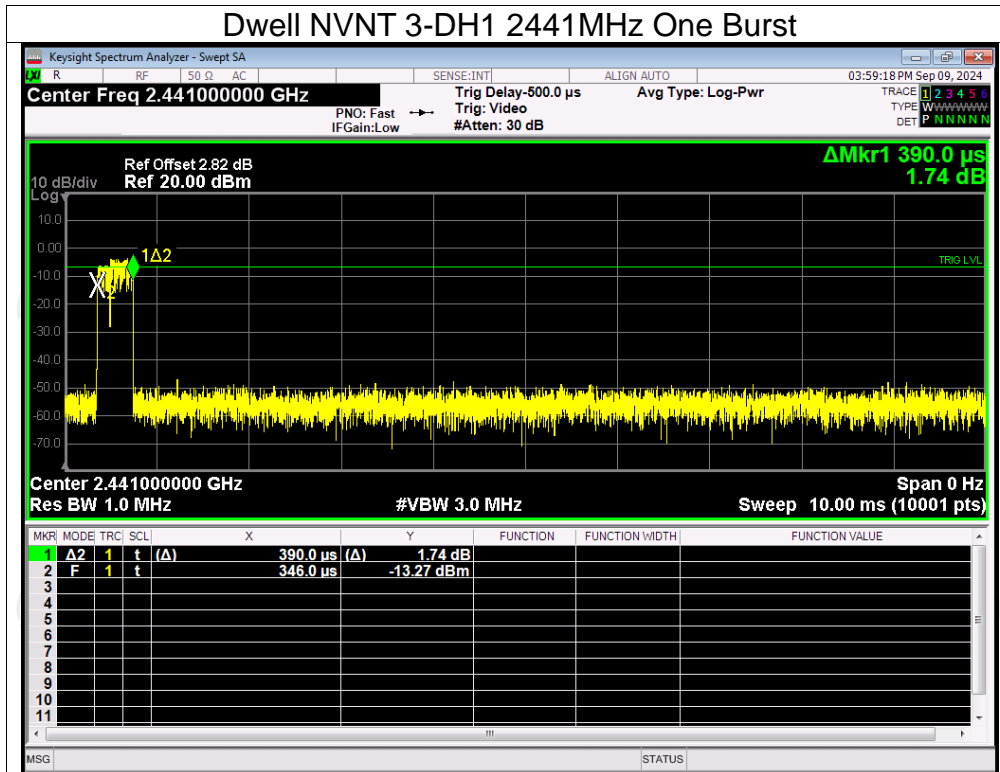 Dwell NVNT 3-DH1 2441MHz One Burst
Keysight Spectrum Analyzer - Swept SA
LXI R RF 50 Ω AC SENSE:INT ALIGN AUTO 03:59:18 PM Sep 09, 2024
Center Freq 2.441000000 GHz Trig Delay-500.0 µs Avg Type: Log-Pwr TRACE 1 2 3 4 5 6
PNO: Fast Trig: Video TYPE WWWWWW
IFGain:Low #Atten: 30 dB DET P N N N N N
ΔMkr1 390.0 µs
1.74 dB
Ref Offset 2.82 dB
10 dB/div Ref 20.00 dBm
Log
10.0
0.00
1Δ2
TRIG LVL
-10.0
X2
-20.0
-30.0
-40.0
-50.0
-60.0
-70.0
Center 2.441000000 GHz Span 0 Hz
Res BW 1.0 MHz #VBW 3.0 MHz Sweep 10.00 ms (10001 pts)
MKR MODE TRC SCL X Y FUNCTION FUNCTION WIDTH FUNCTION VALUE
1 Δ2 1 t (Δ) 390.0 µs (Δ) 1.74 dB
2 F 1 t 346.0 µs -13.27 dBm
3
4
5
6
7
8
9
10
11
MSG STATUS